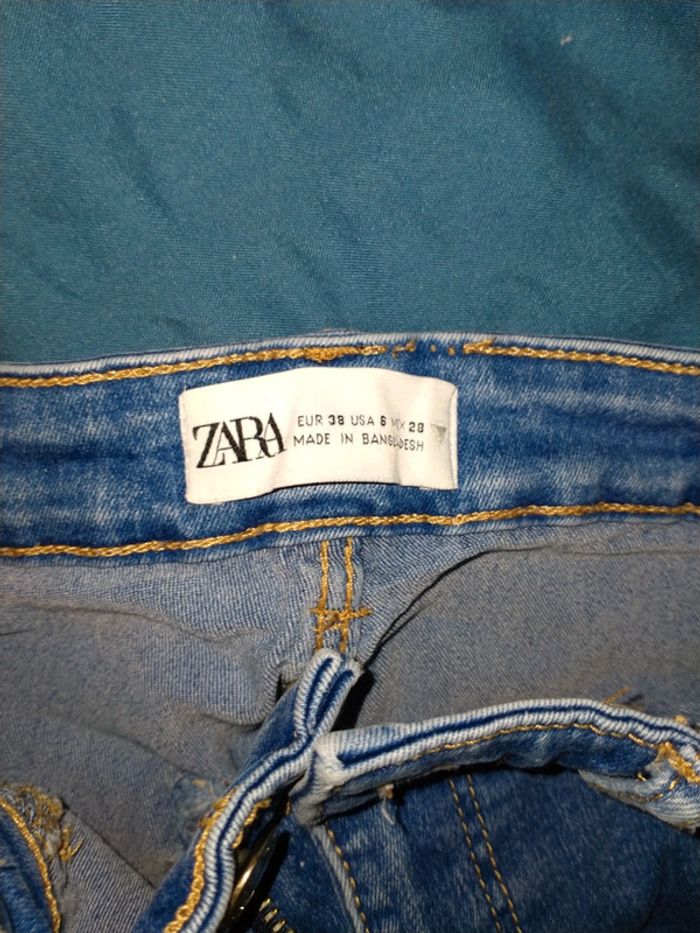 ZARA
EUR 38 USA 6 MEX 28
MADE IN BANGLADESH